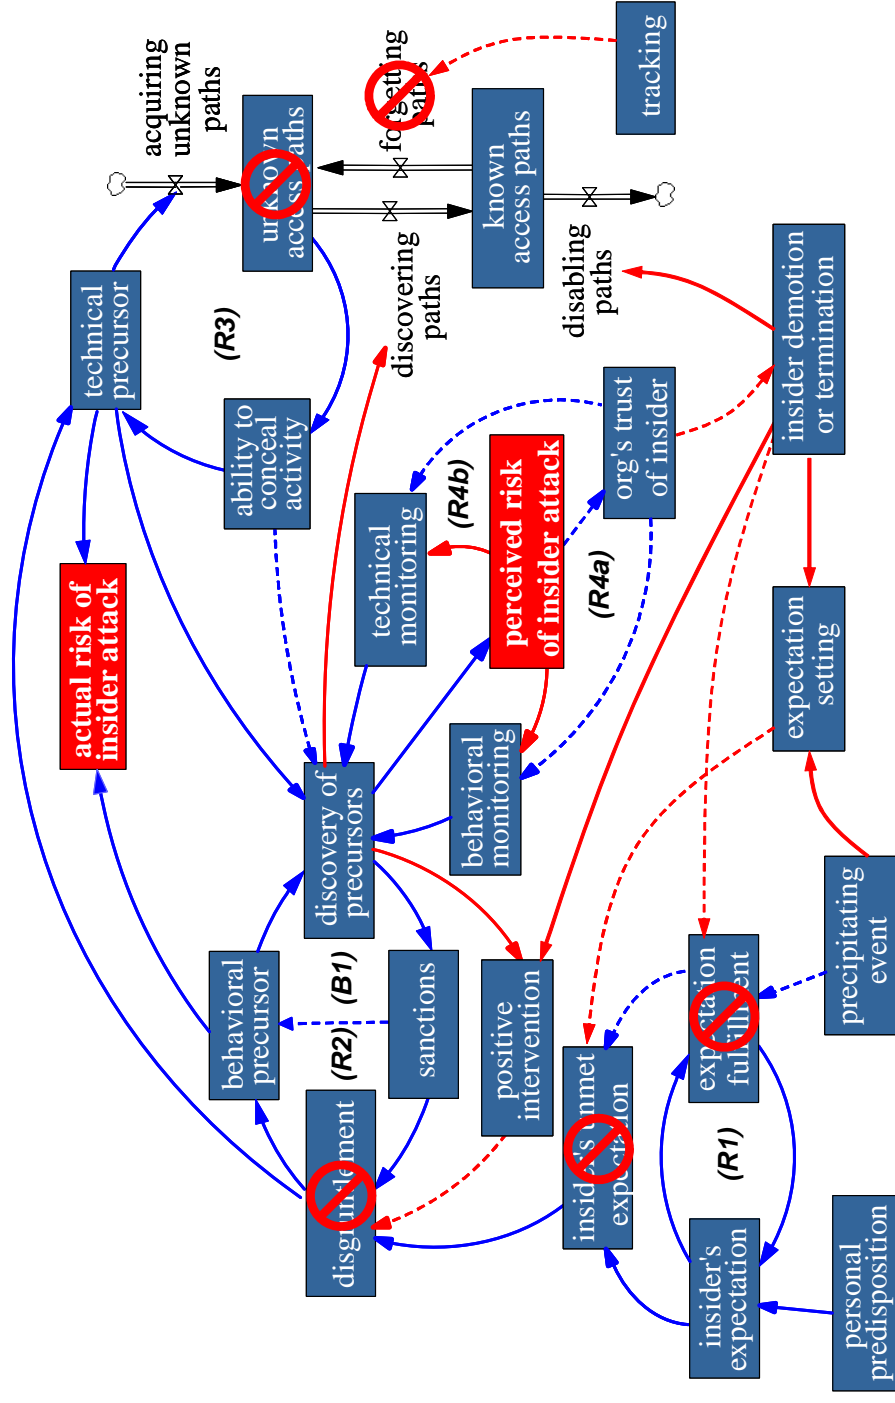 actual risk of
insider attack
technical
precursor
acquiring
unknown
paths
behavioral
precursor
(R3)
ability to
conceal
activity
unknown
access paths
disgruntlement
(R2)
(B1)
discovery of
precursors
technical
monitoring
discovering
paths
forgetting
paths
sanctions
behavioral
monitoring
(R4b)
positive
intervention
perceived risk
of insider attack
known
access paths
insider's unmet
expectation
(R4a)
org's trust
of insider
disabling
paths
tracking
insider's
expectation
(R1)
expectation
fulfillment
expectation
setting
insider demotion
or termination
personal
predisposition
precipitating
event